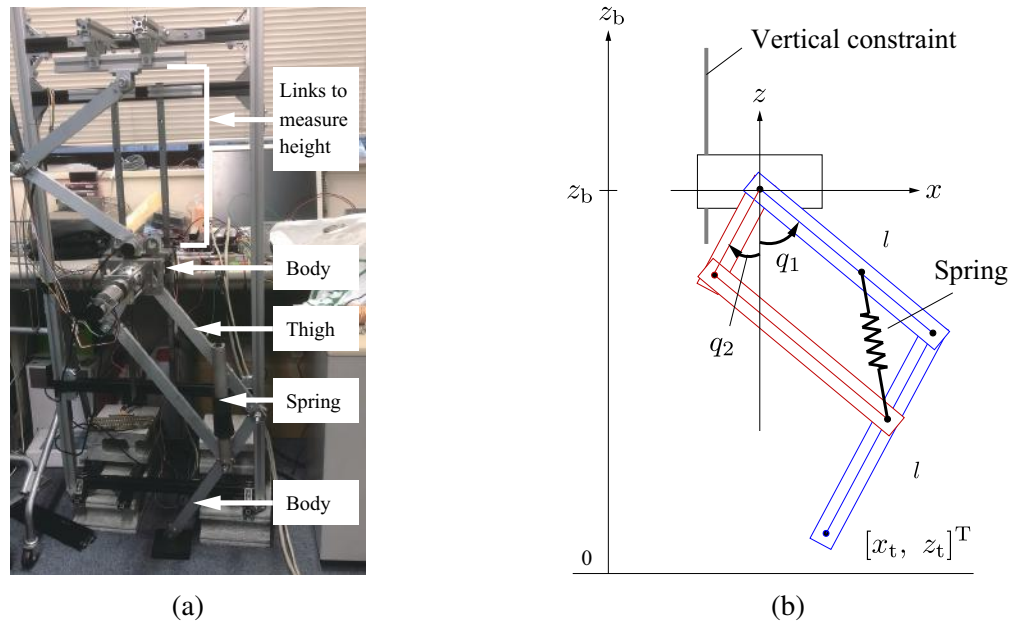 Links to
measure
height
Body
Thigh
Spring
Body
(a)
z_b
Vertical constraint
z
z_b
x
l
q_1
Spring
q_2
l
0
[x_t, z_t]^T
(b)